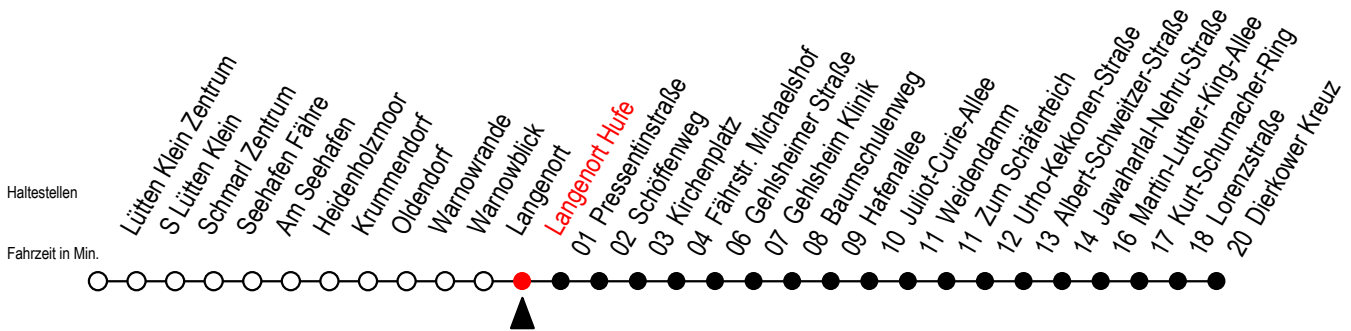 Haltestellen
Fahrzeit in Min.
Lütten Klein Zentrum
S Lütten Klein
Schmarl Zentrum
Seehafen Fähre
Am Seehafen
Heidenholzmoor
Krummendorf
Oldendorf
Warnowrande
Warnowblick
Langenort
Langenort Hufe
01 Pressentinstraße
02 Schöffenweg
03 Kirchenplatz
04 Fährstr. Michaelshof
06 Gehlsheimer Straße
07 Gehlsheim Klinik
08 Baumschulenweg
09 Hafenallee
10 Juliot-Curie-Allee
11 Weidendamm
11 Zum Schäferteich
12 Urho-Kekkonen-Straße
13 Albert-Schweitzer-Straße
14 Jawaharlal-Nehru-Straße
16 Martin-Luther-King-Allee
17 Kurt-Schumacher-Ring
18 Lorenzstraße
20 Dierkower Kreuz